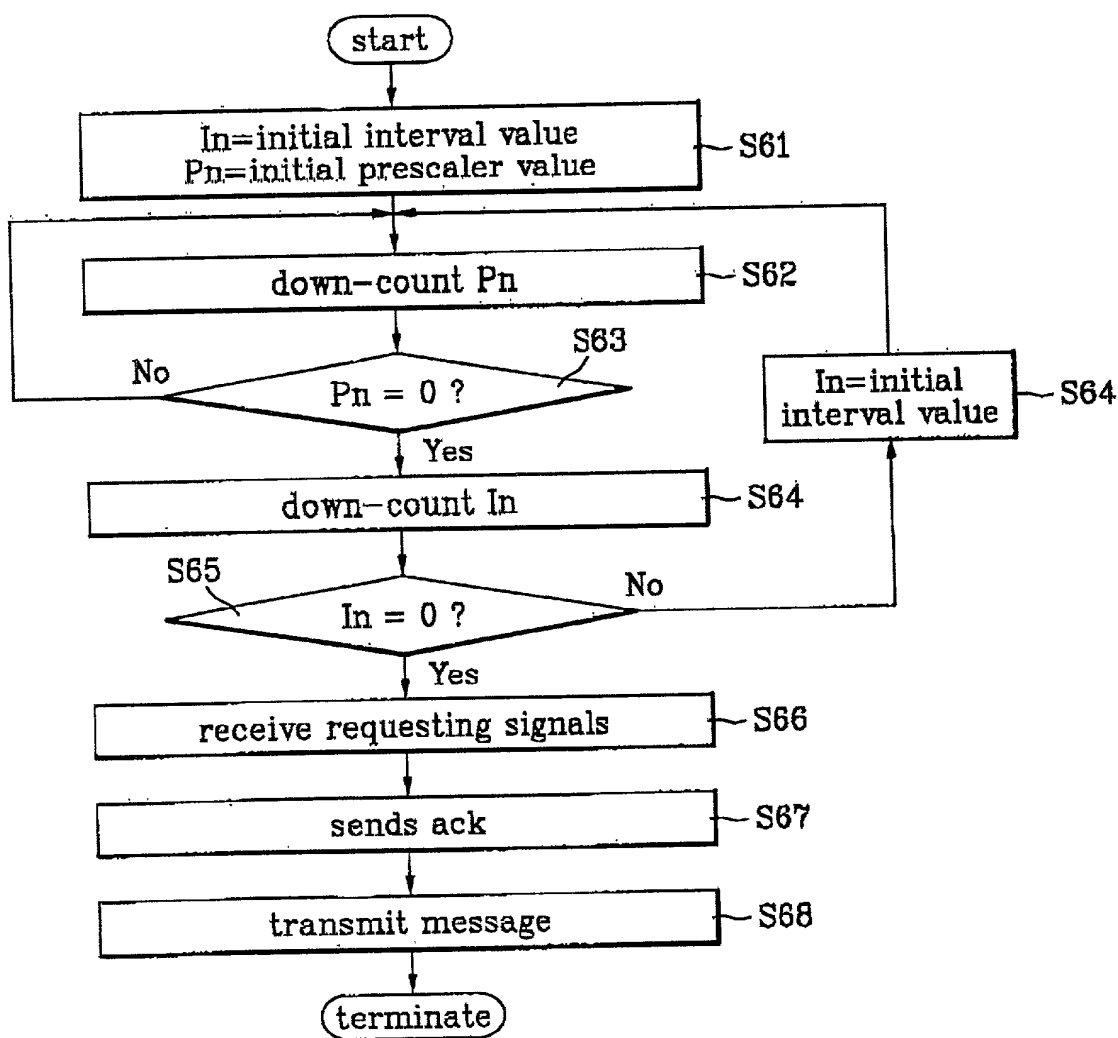 start
In=initial interval value
Pn=initial prescaler value
S61
down-count Pn
S62
S63
No
Pn = 0 ?
Yes
In=initial
interval value
S64
down-count In
S64
S65
In = 0 ?
No
Yes
receive requesting signals
S66
sends ack
S67
transmit message
S68
terminate